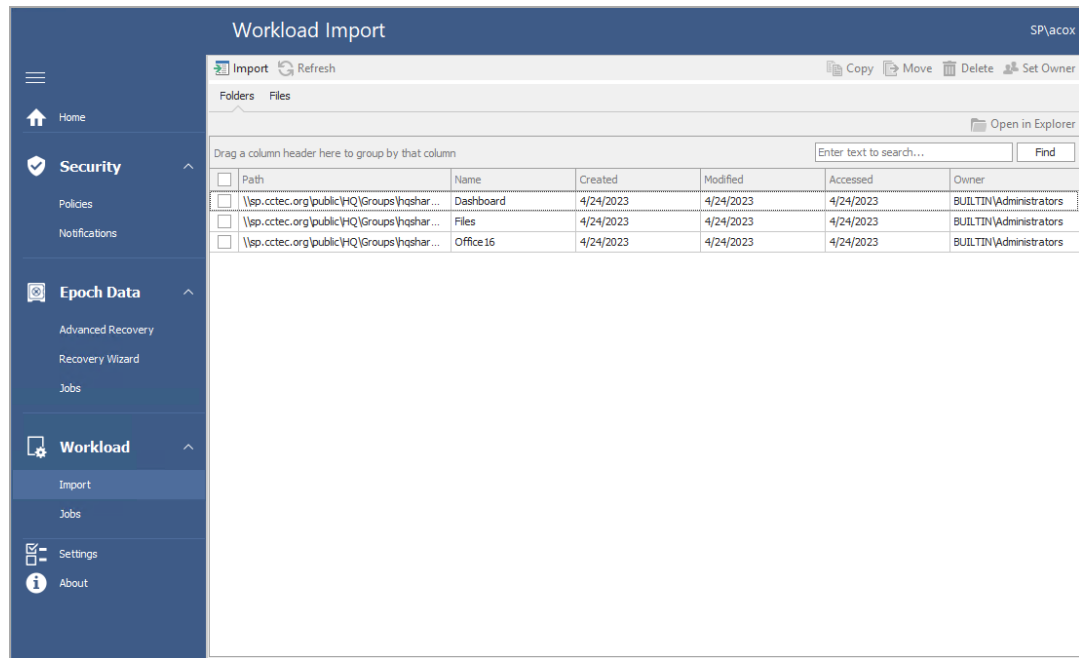 Workload Import
SP\acox
Import Refresh Copy Move Delete Set Owner
Folders Files
Open in Explorer
Drag a column header here to group by that column Enter text to search... Find
Path Name Created Modified Accessed Owner
\\sp.cctec.org\public\HQ\Groups\hqshar... Dashboard 4/24/2023 4/24/2023 4/24/2023 BUILTIN\Administrators
\\sp.cctec.org\public\HQ\Groups\hqshar... Files 4/24/2023 4/24/2023 4/24/2023 BUILTIN\Administrators
\\sp.cctec.org\public\HQ\Groups\hqshar... Office16 4/24/2023 4/24/2023 4/24/2023 BUILTIN\Administrators
Home
Security
Policies
Notifications
Epoch Data
Advanced Recovery
Recovery Wizard
Jobs
Workload
Import
Jobs
Settings
About